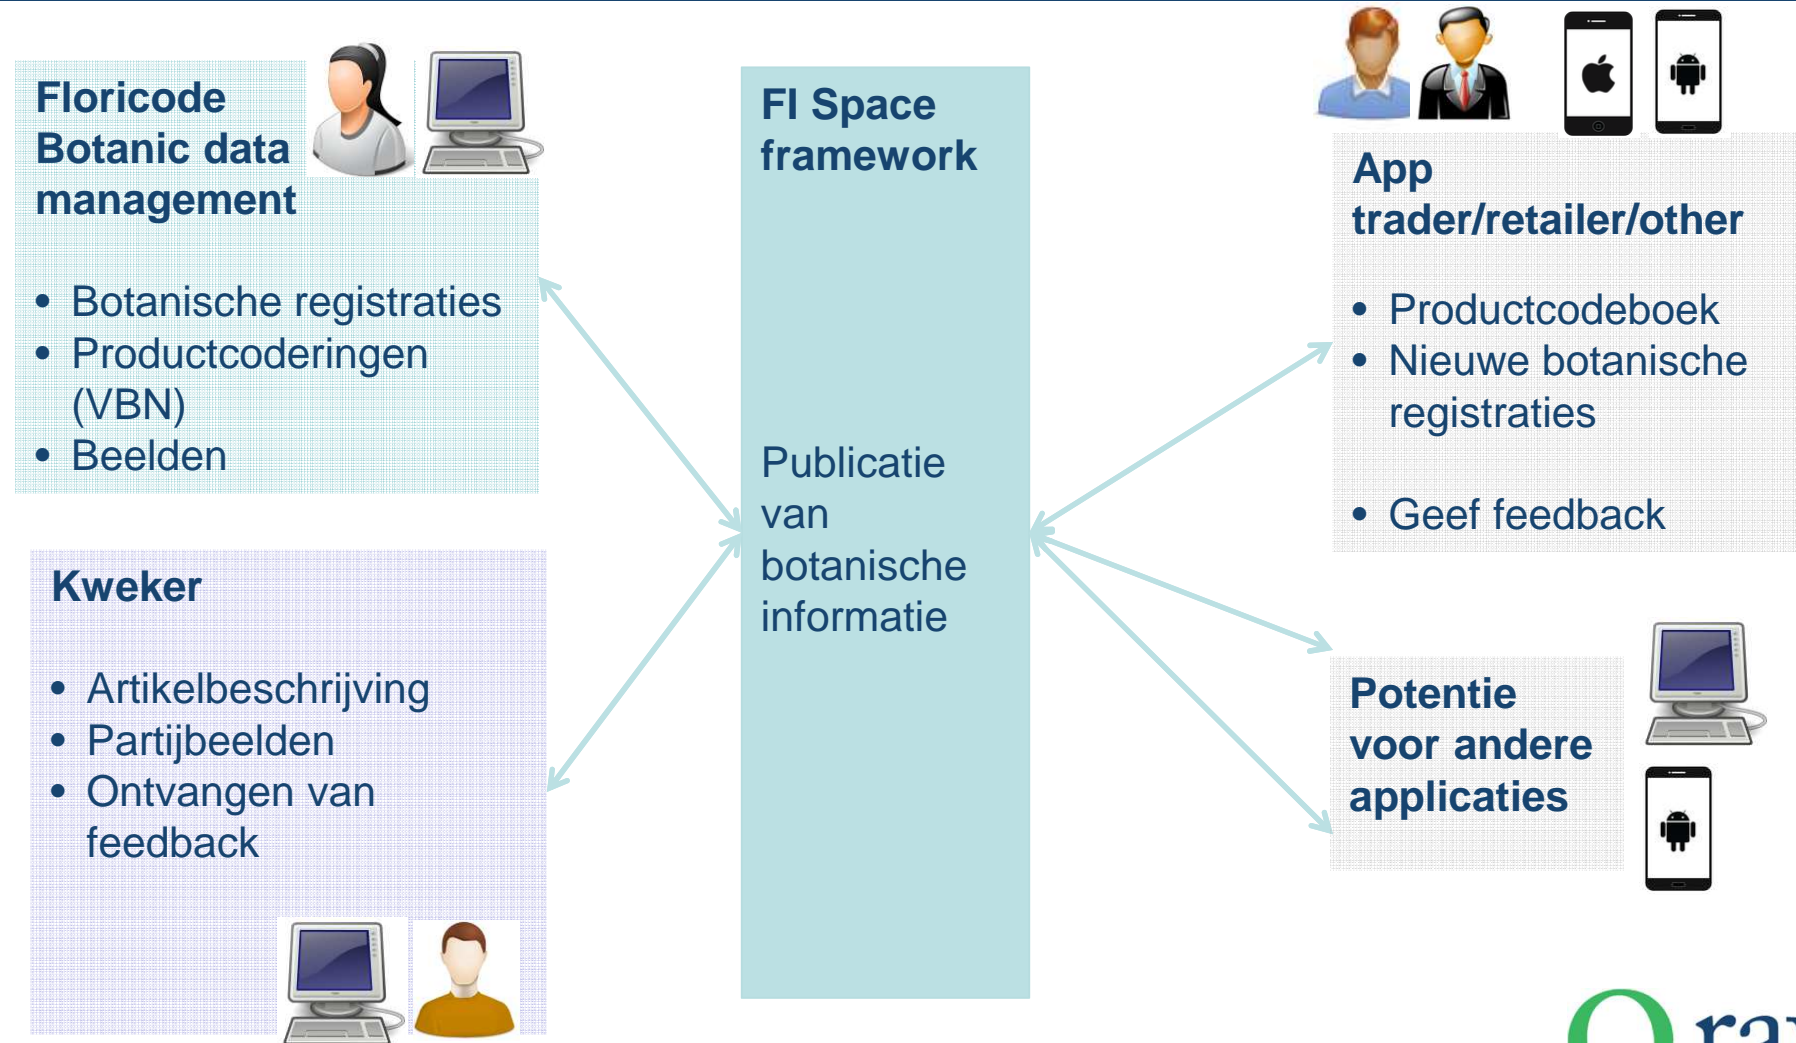 Floricode
Botanic data
management
• Botanische registraties
• Productcoderingen
(VBN)
• Beelden
Kweker
• Artikelbeschrijving
• Partijbeelden
• Ontvangen van
feedback
FI Space
framework
Publicatie
van
botanische
informatie
App
trader/retailer/other
• Productcodeboek
• Nieuwe botanische
registraties
• Geef feedback
Potentie
voor andere
applicaties